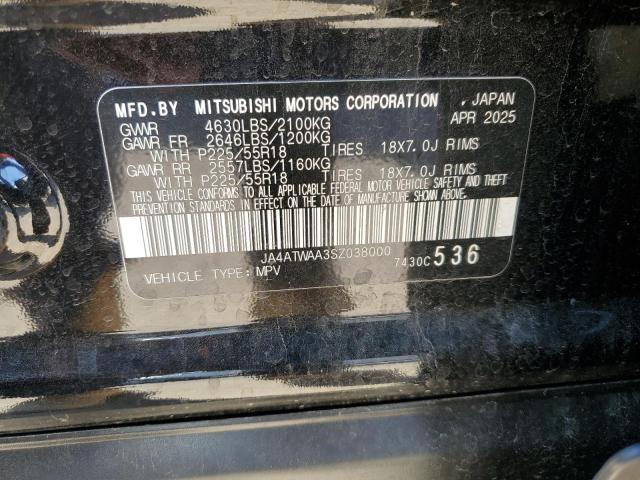 MFD.BY MITSUBISHI MOTORS CORPORATION , JAPAN
GVWR 4630LBS/2100KG APR 2025
GAWR FR 2646LBS/1200KG
WITH P225/55R18 TIRES 18X7.0J RIMS
GAWR RR 2557LBS/1160KG
WITH P225/55R18 TIRES 18X7.0J RIMS
THIS VEHICLE CONFORMS TO ALL APPLICABLE FEDERAL MOTOR VEHICLE SAFETY AND THEFT
PREVENTION STANDARDS IN EFFECT ON THE DATE OF MANUFACTURE SHOWN ABOVE.
JA4ATWAA3SZ038000
VEHICLE TYPE:MPV 7430C 536